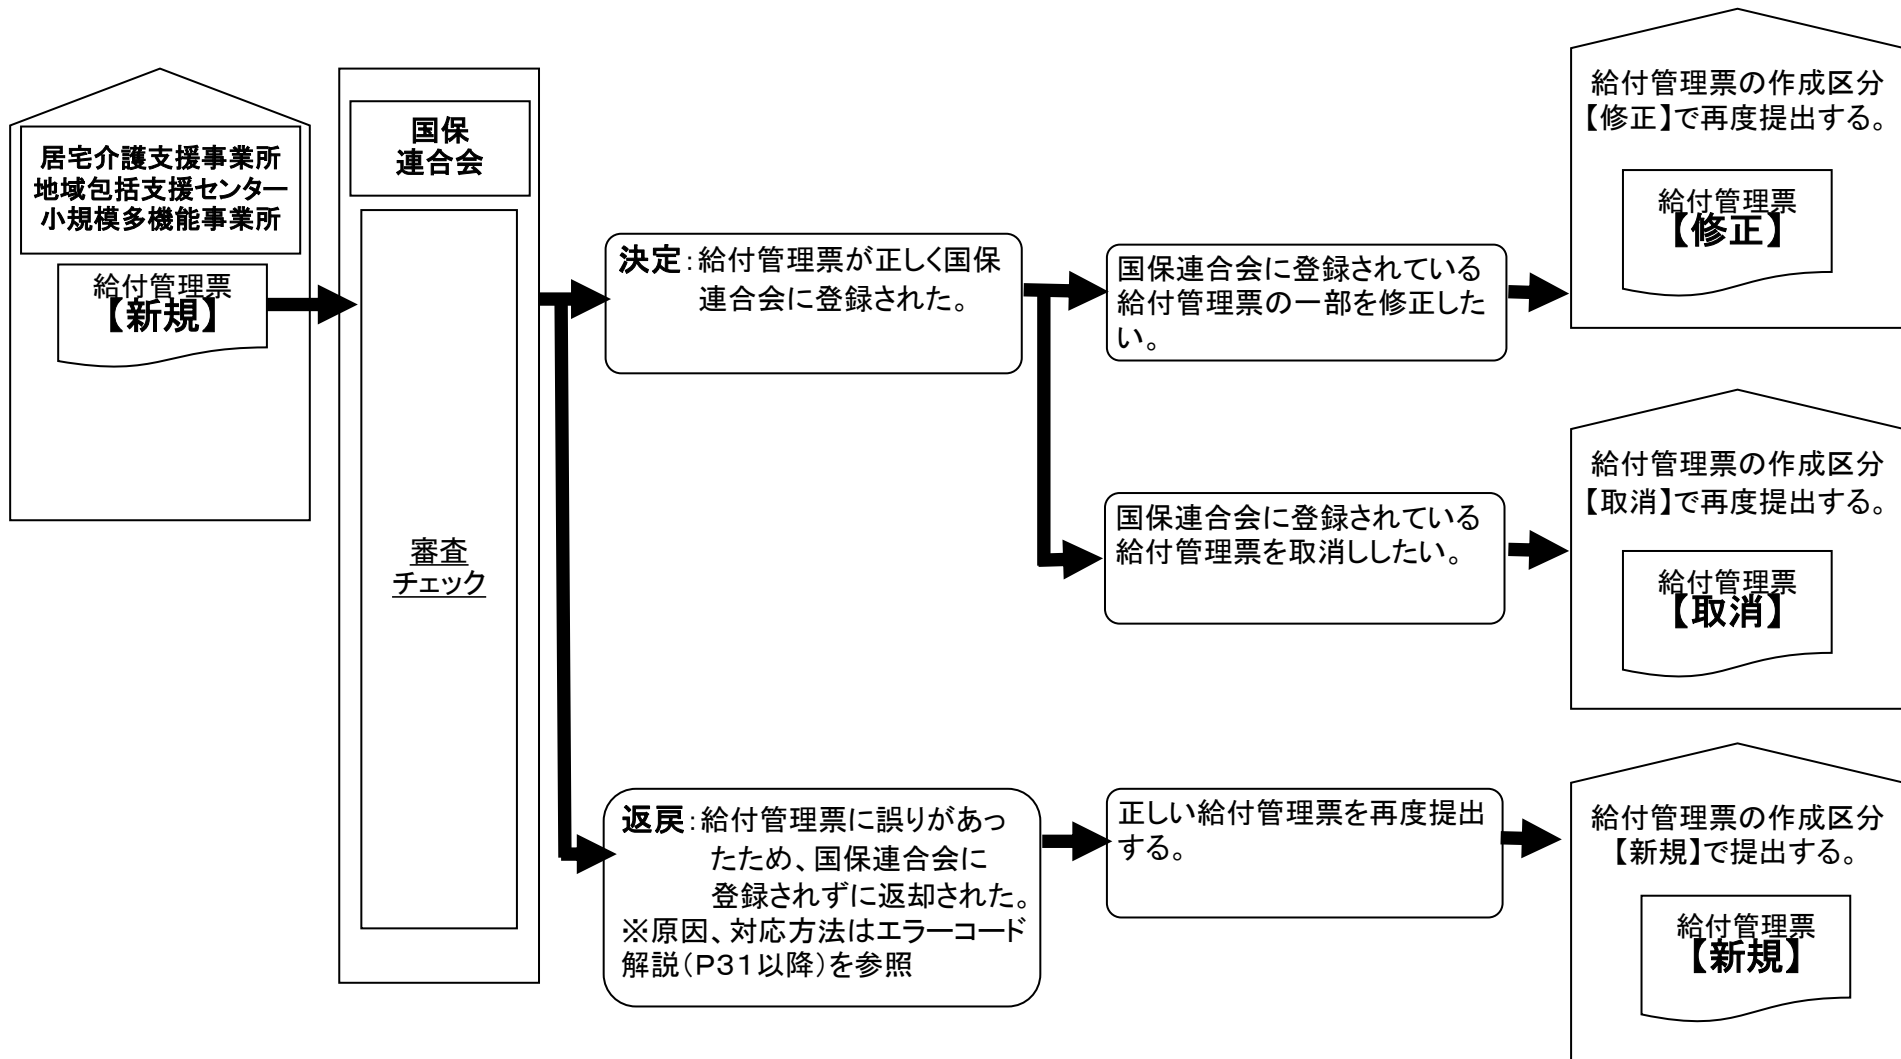 居宅介護支援事業所
地域包括支援センター
小規模多機能事業所
給付管理票
【新規】
国保
連合会
審査
チェック
決定：給付管理票が正しく国保
連合会に登録された。
国保連合会に登録されている
給付管理票の一部を修正した
い。
給付管理票の作成区分
【修正】で再度提出する。
給付管理票
【修正】
国保連合会に登録されている
給付管理票を取消ししたい。
給付管理票の作成区分
【取消】で再度提出する。
給付管理票
【取消】
返戻：給付管理票に誤りがあっ
たため、国保連合会に
登録されずに返却された。
※原因、対応方法はエラーコード
解説（P３１以降）を参照
正しい給付管理票を再度提出
する。
給付管理票の作成区分
【新規】で提出する。
給付管理票
【新規】